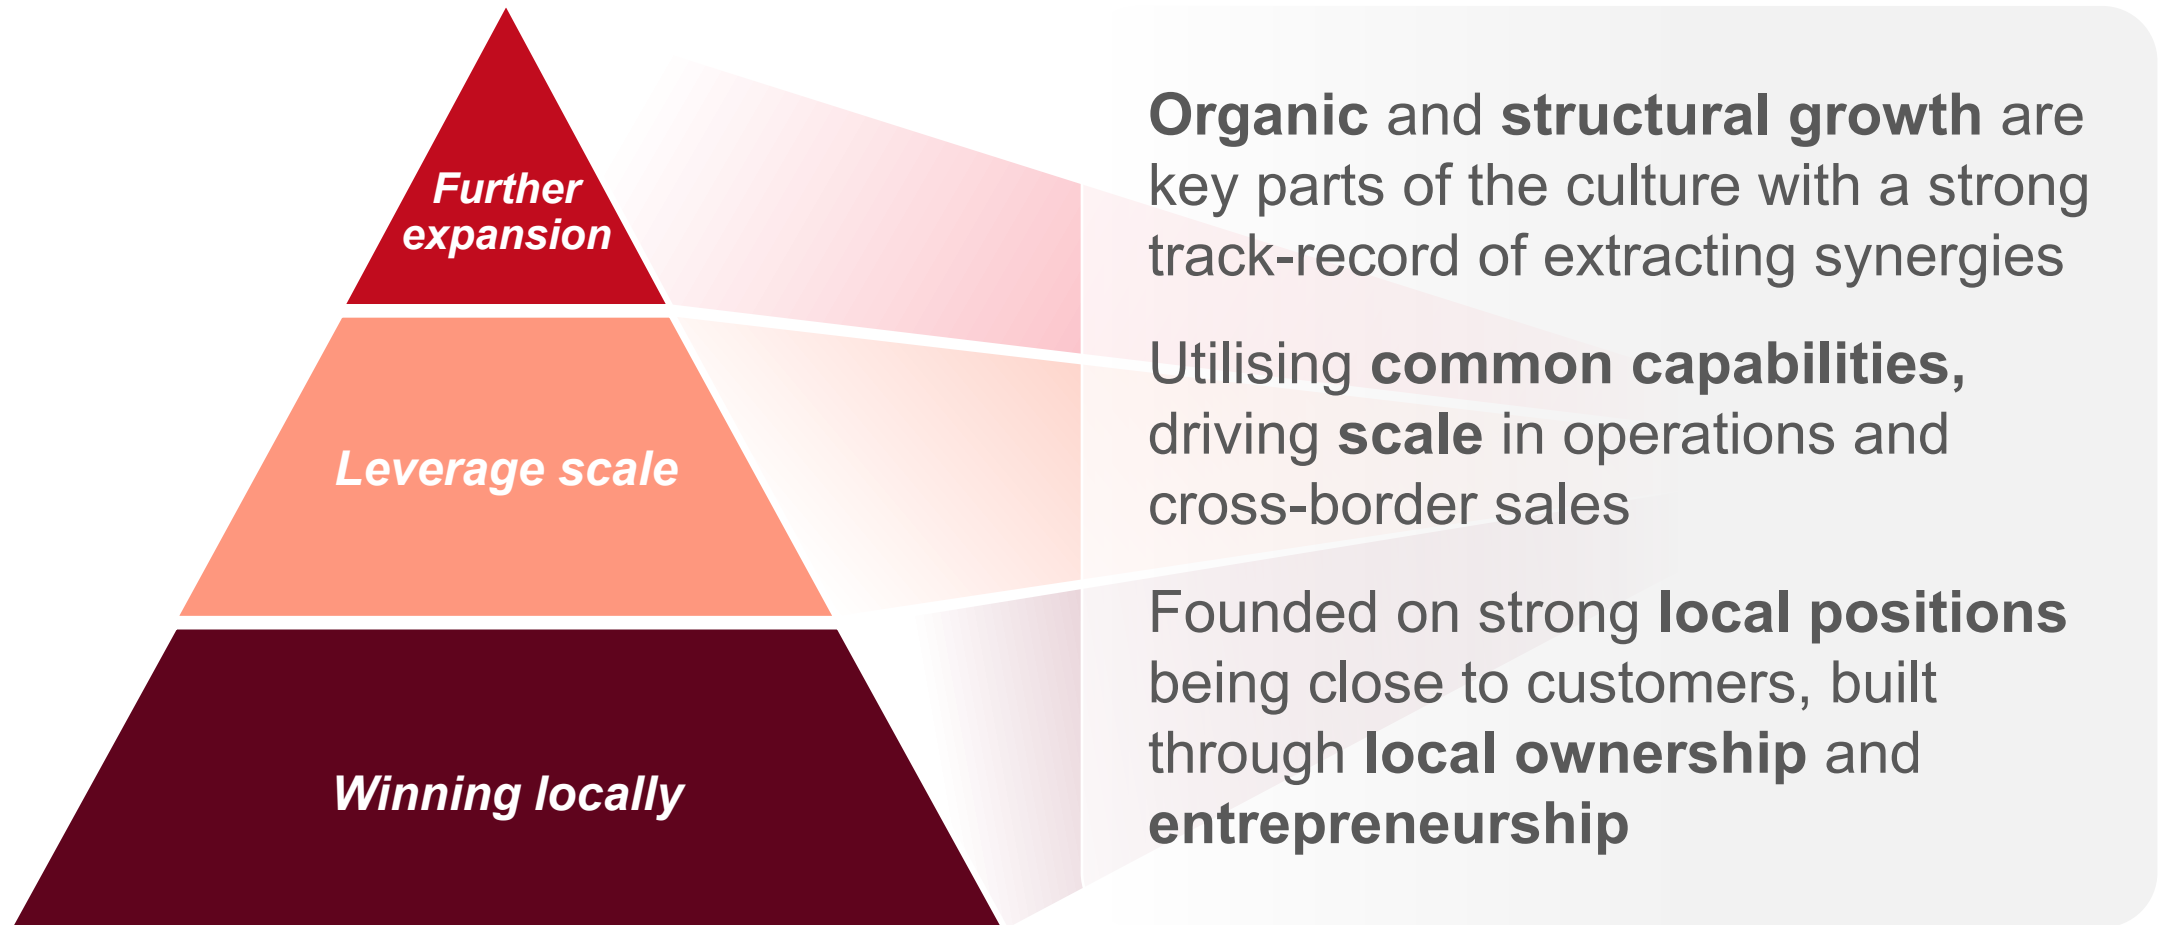 Further
expansion
Organic and structural growth are
key parts of the culture with a strong
track-record of extracting synergies
Leverage scale
Utilising common capabilities,
driving scale in operations and
cross-border sales
Winning locally
Founded on strong local positions
being close to customers, built
through local ownership and
entrepreneurship